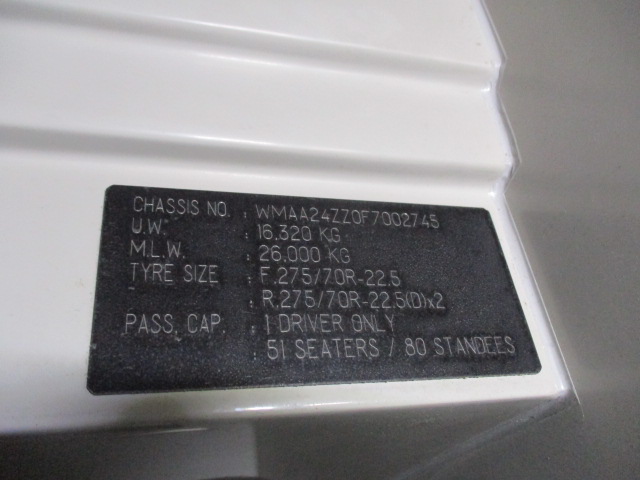 CHASSIS NO. : WMAA24ZZ0F7002745
U.W. : 16,320 KG
M.L.W. : 26,000 KG
TYRE SIZE : F.275/70R-22.5
: R.275/70R-22.5(D)x2
PASS, CAP. : 1 DRIVER ONLY
: 51 SEATERS / 80 STANDEES